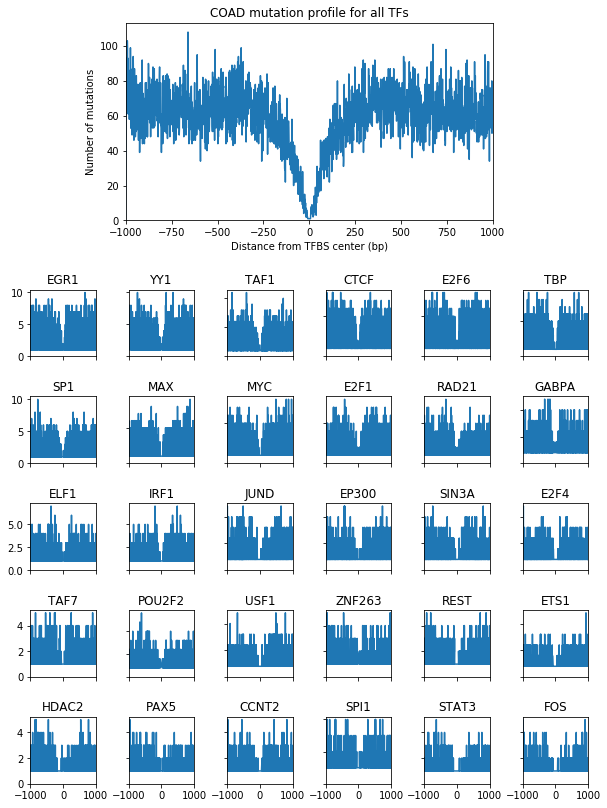 COAD mutation profile for all TFs
Number of mutations
100
80
60
40
20
0
−1000 −750 −500 −250 0 250 500 750 1000
Distance from TFBS center (bp)
EGR1 YY1 TAF1 CTCF E2F6 TBP
10
5
0
SP1 MAX MYC E2F1 RAD21 GABPA
10
5
0
ELF1 IRF1 JUND EP300 SIN3A E2F4
5.0
2.5
0.0
TAF7 POU2F2 USF1 ZNF263 REST ETS1
4
2
0
HDAC2 PAX5 CCNT2 SPI1 STAT3 FOS
4
2
0
−1000 0 1000 −1000 0 1000 −1000 0 1000 −1000 0 1000 −1000 0 1000 −1000 0 1000